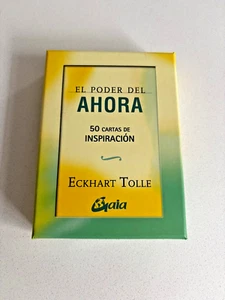 EL PODER DEL
AHORA
50 CARTAS DE
INSPIRACIÓN
ECKHART TOLLE
Gaia